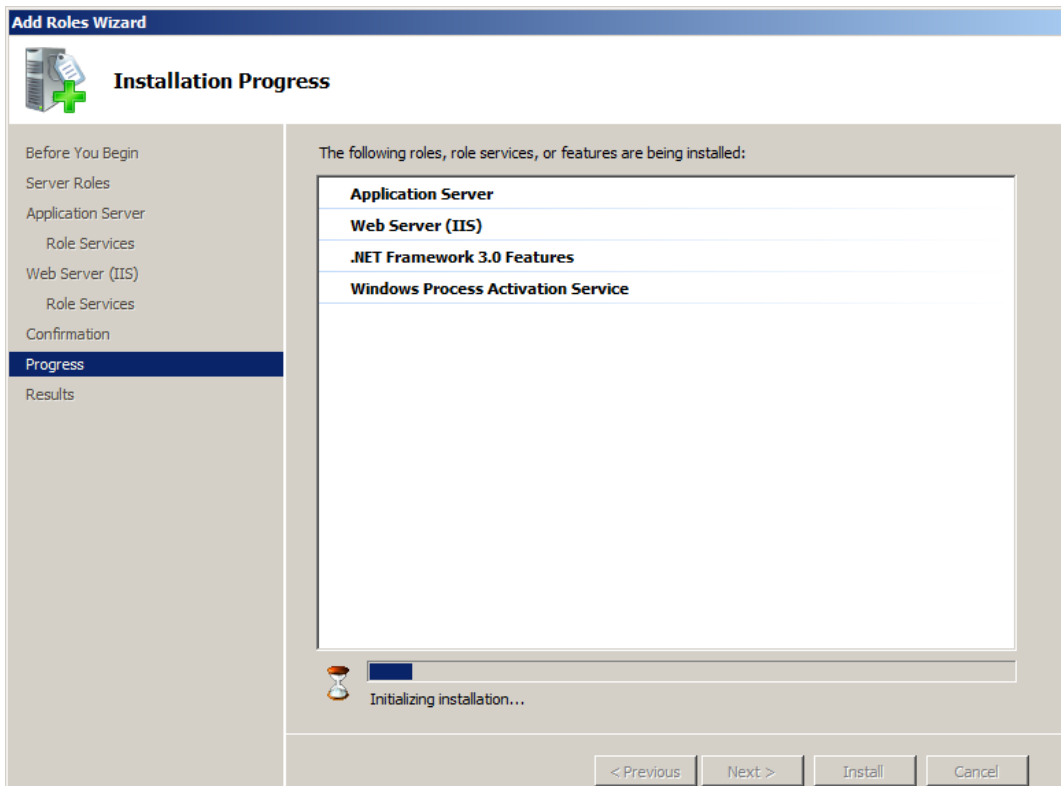 Add Roles Wizard
Installation Progress
Before You Begin
Server Roles
Application Server
Role Services
Web Server (IIS)
Role Services
Confirmation
Progress
Results
The following roles, role services, or features are being installed:
Application Server
Web Server (IIS)
.NET Framework 3.0 Features
Windows Process Activation Service
Initializing installation...
< Previous
Next >
Install
Cancel